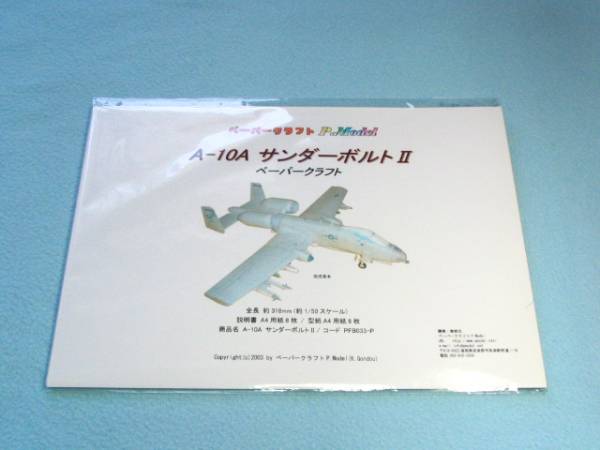 ペーパークラフト P.Model
A-10A サンダーボルトⅡ
ペーパークラフト
全長 約318mm(約1/50スケール)
説明書 A4用紙8枚 / 型紙A4用紙9枚
商品名 A-10A サンダーボルトⅡ / コード PFB033-P
Copyright(c)2003 by ペーパークラフトP.Model(H.Gondou)